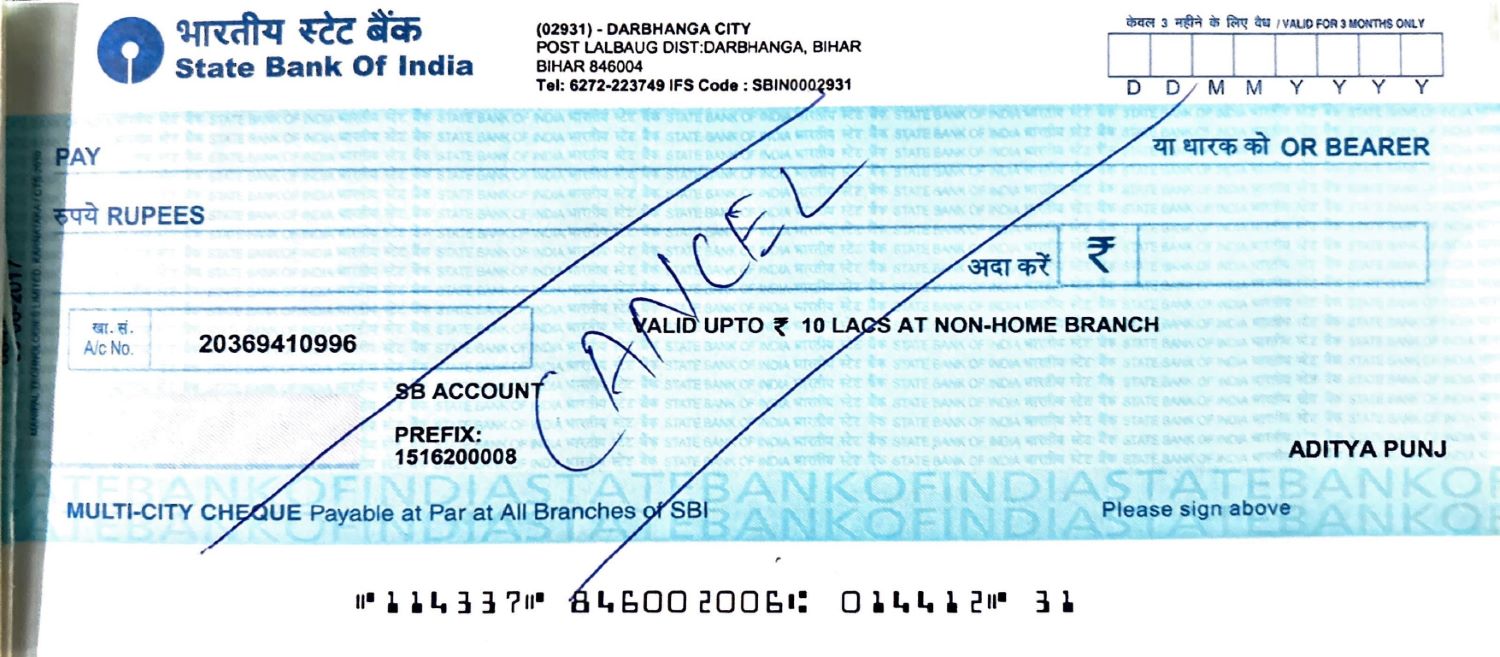 भारतीय स्टेट बैंक
State Bank Of India
(02931) - DARBHANGA CITY
POST LALBAUG DIST:DARBHANGA, BIHAR
BIHAR 846004
Tel: 6272-223749 IFS Code : SBIN0002931
केवल 3 महीने के लिए वैध / VALID FOR 3 MONTHS ONLY
D D M M Y Y Y Y
PAY
या धारक को OR BEARER
रुपये RUPEES
अदा करें ₹
खा. सं.
A/c No.
20369410996
VALID UPTO ₹ 10 LACS AT NON-HOME BRANCH
CANCEL
SB ACCOUNT
PREFIX:
1516200008
ADITYA PUNJ
MULTI-CITY CHEQUE Payable at Par at All Branches of SBI
Please sign above
⑈114337⑈ 846002006⑆ 014412⑈ 31